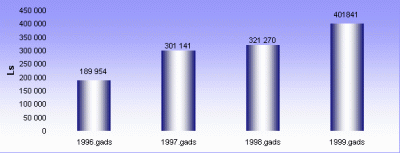 450 000
400 000
350 000
300 000
250 000
200 000
150 000
100 000
50 000
0
Ls
189 954
301 141
321 270
401841
1996.gads
1997.gads
1998.gads
1999.gads